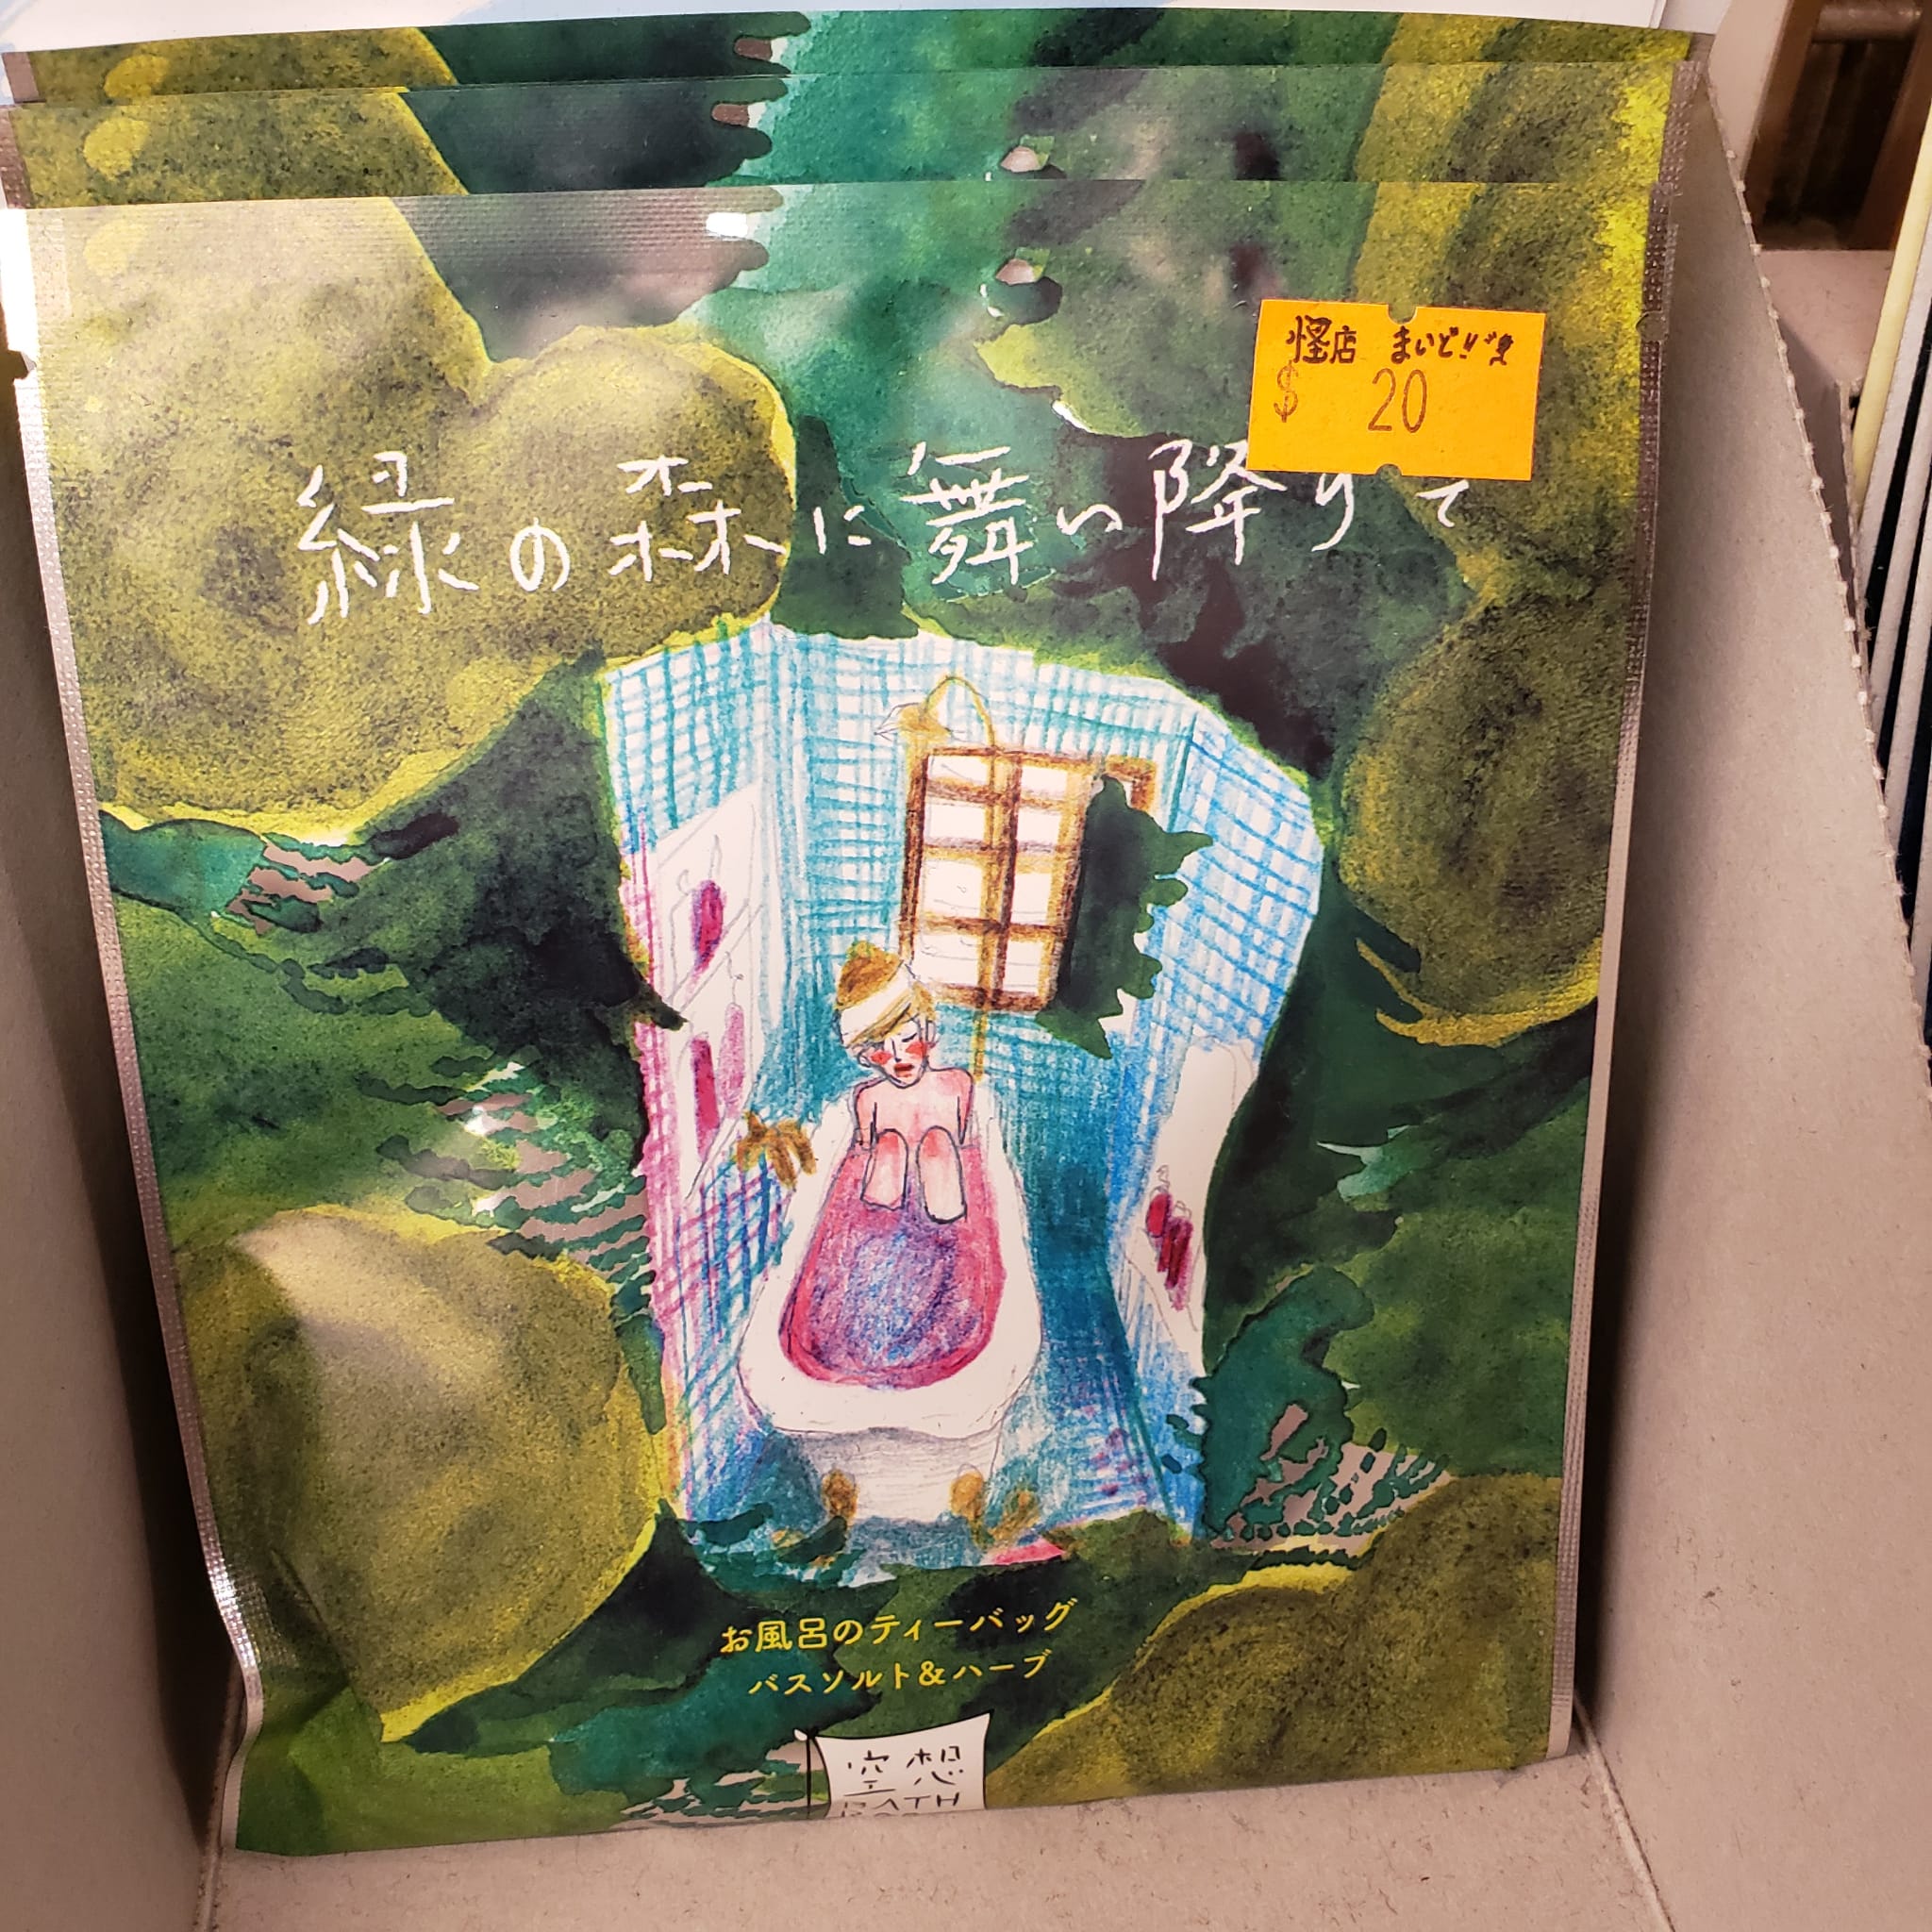 怪店 まいど!
$ 20
緑の森に舞い降りて
お風呂のティーバッグ
バスソルト&ハーブ
空想
BATH